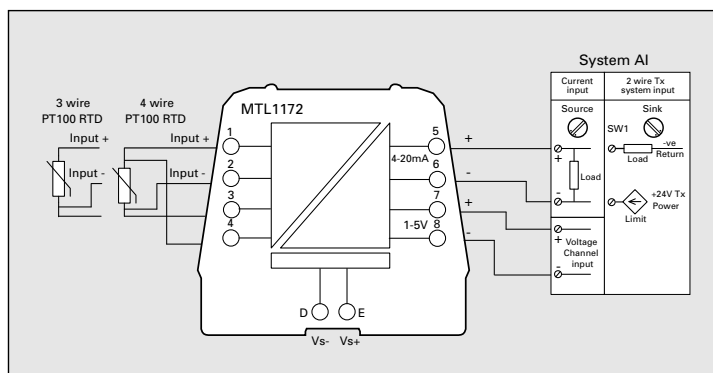 System AI
Current
input
2 wire Tx
system input
3 wire
PT100 RTD
4 wire
PT100 RTD
MTL1172
Source
Sink
SW1
Input +
Input +
Input -
Input -
1
2
3
4
5
6
7
8
4-20mA
1-5V
+
-
+
-
+
-
Load
-ve
Return
Load
+24V Tx
Power
Limit
+
-
Voltage
Channel
input
D
E
Vs-
Vs+